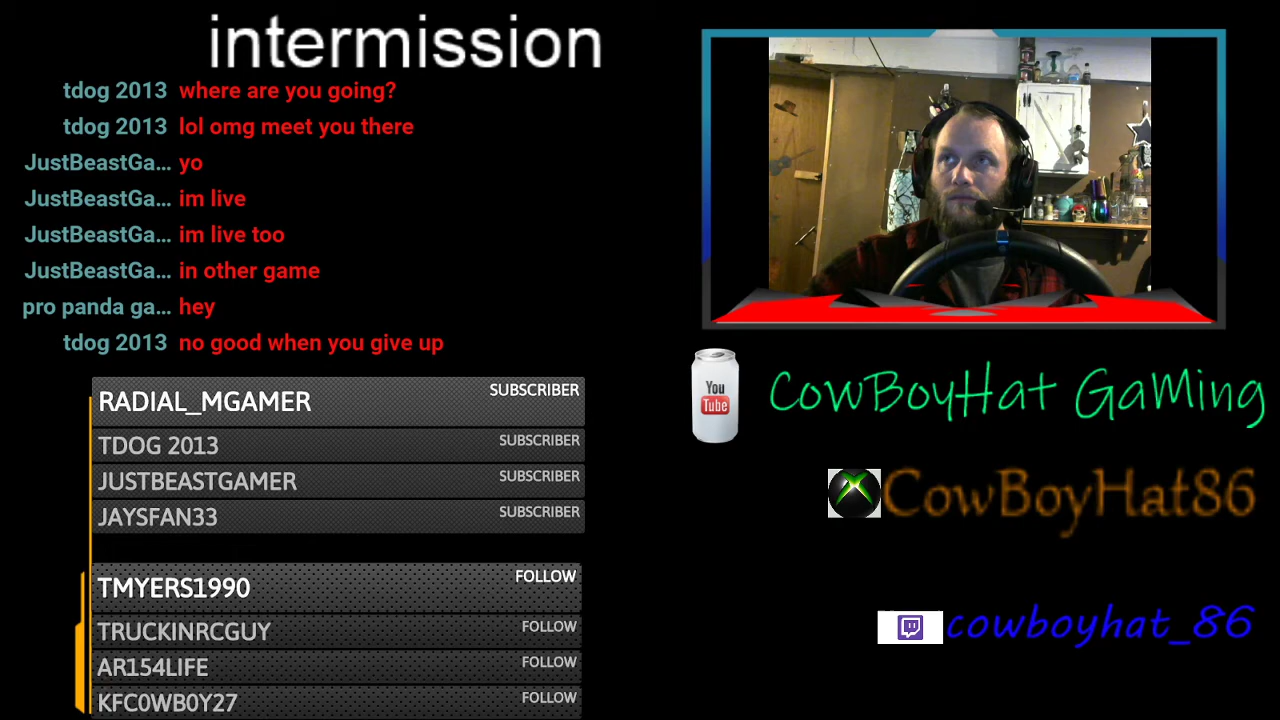 intermission
tdog 2013 where are you going?
tdog 2013 lol omg meet you there
JustBeastGa... yo
JustBeastGa... im live
JustBeastGa... im live too
JustBeastGa... in other game
pro panda ga... hey
tdog 2013 no good when you give up
RADIAL_MGAMER SUBSCRIBER
TDOG 2013 SUBSCRIBER
JUSTBEASTGAMER SUBSCRIBER
JAYSFAN33 SUBSCRIBER
TMYERS1990 FOLLOW
TRUCKINRCGUY FOLLOW
AR154LIFE FOLLOW
KFC0WB0Y27 FOLLOW
You
Tube
CowBoyHat GaMing
CowBoyHat86
cowboyhat_86